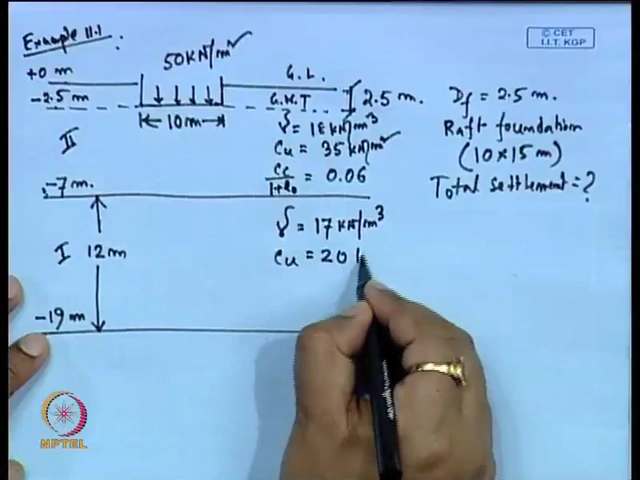 © CET
I.I.T. KGP
Example 11.1 :
50 KN/m² ✓
+0 m
G.L.
-2.5 m
G.W.T
2.5 m.
Df = 2.5 m.
10m
γ = 18 KN/m³
Raft foundation
II
Cu = 35 KN/m² ✓
(10 × 15 m)
Cc/1+e₀ = 0.06
Total settlement = ?
-7 m.
γ = 17 KN/m³
I 12m
Cu = 20
-19 m
NPTEL